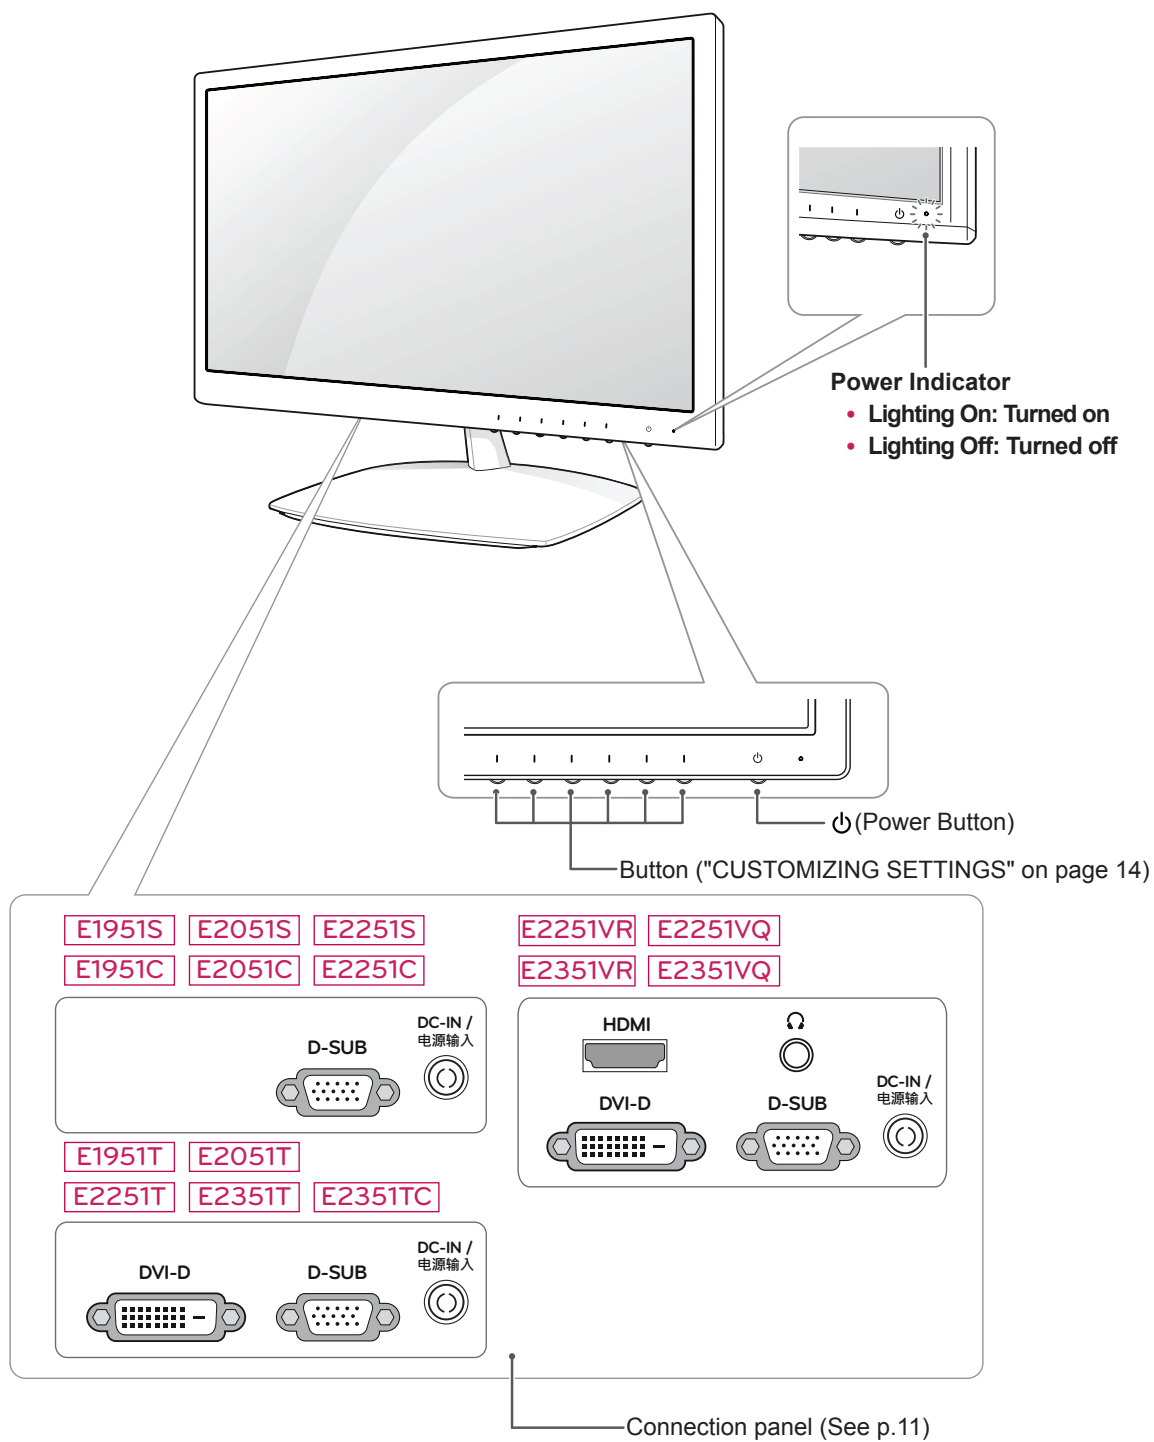 Power Indicator
• Lighting On: Turned on
• Lighting Off: Turned off
(Power Button)
Button ("CUSTOMIZING SETTINGS" on page 14)
E1951S E2051S E2251S
E1951C E2051C E2251C
D-SUB
DC-IN /
电源输入
E2251VR E2251VQ
E2351VR E2351VQ
HDMI
DVI-D
D-SUB
DC-IN /
电源输入
E1951T E2051T
E2251T E2351T E2351TC
DVI-D
D-SUB
DC-IN /
电源输入
Connection panel (See p.11)